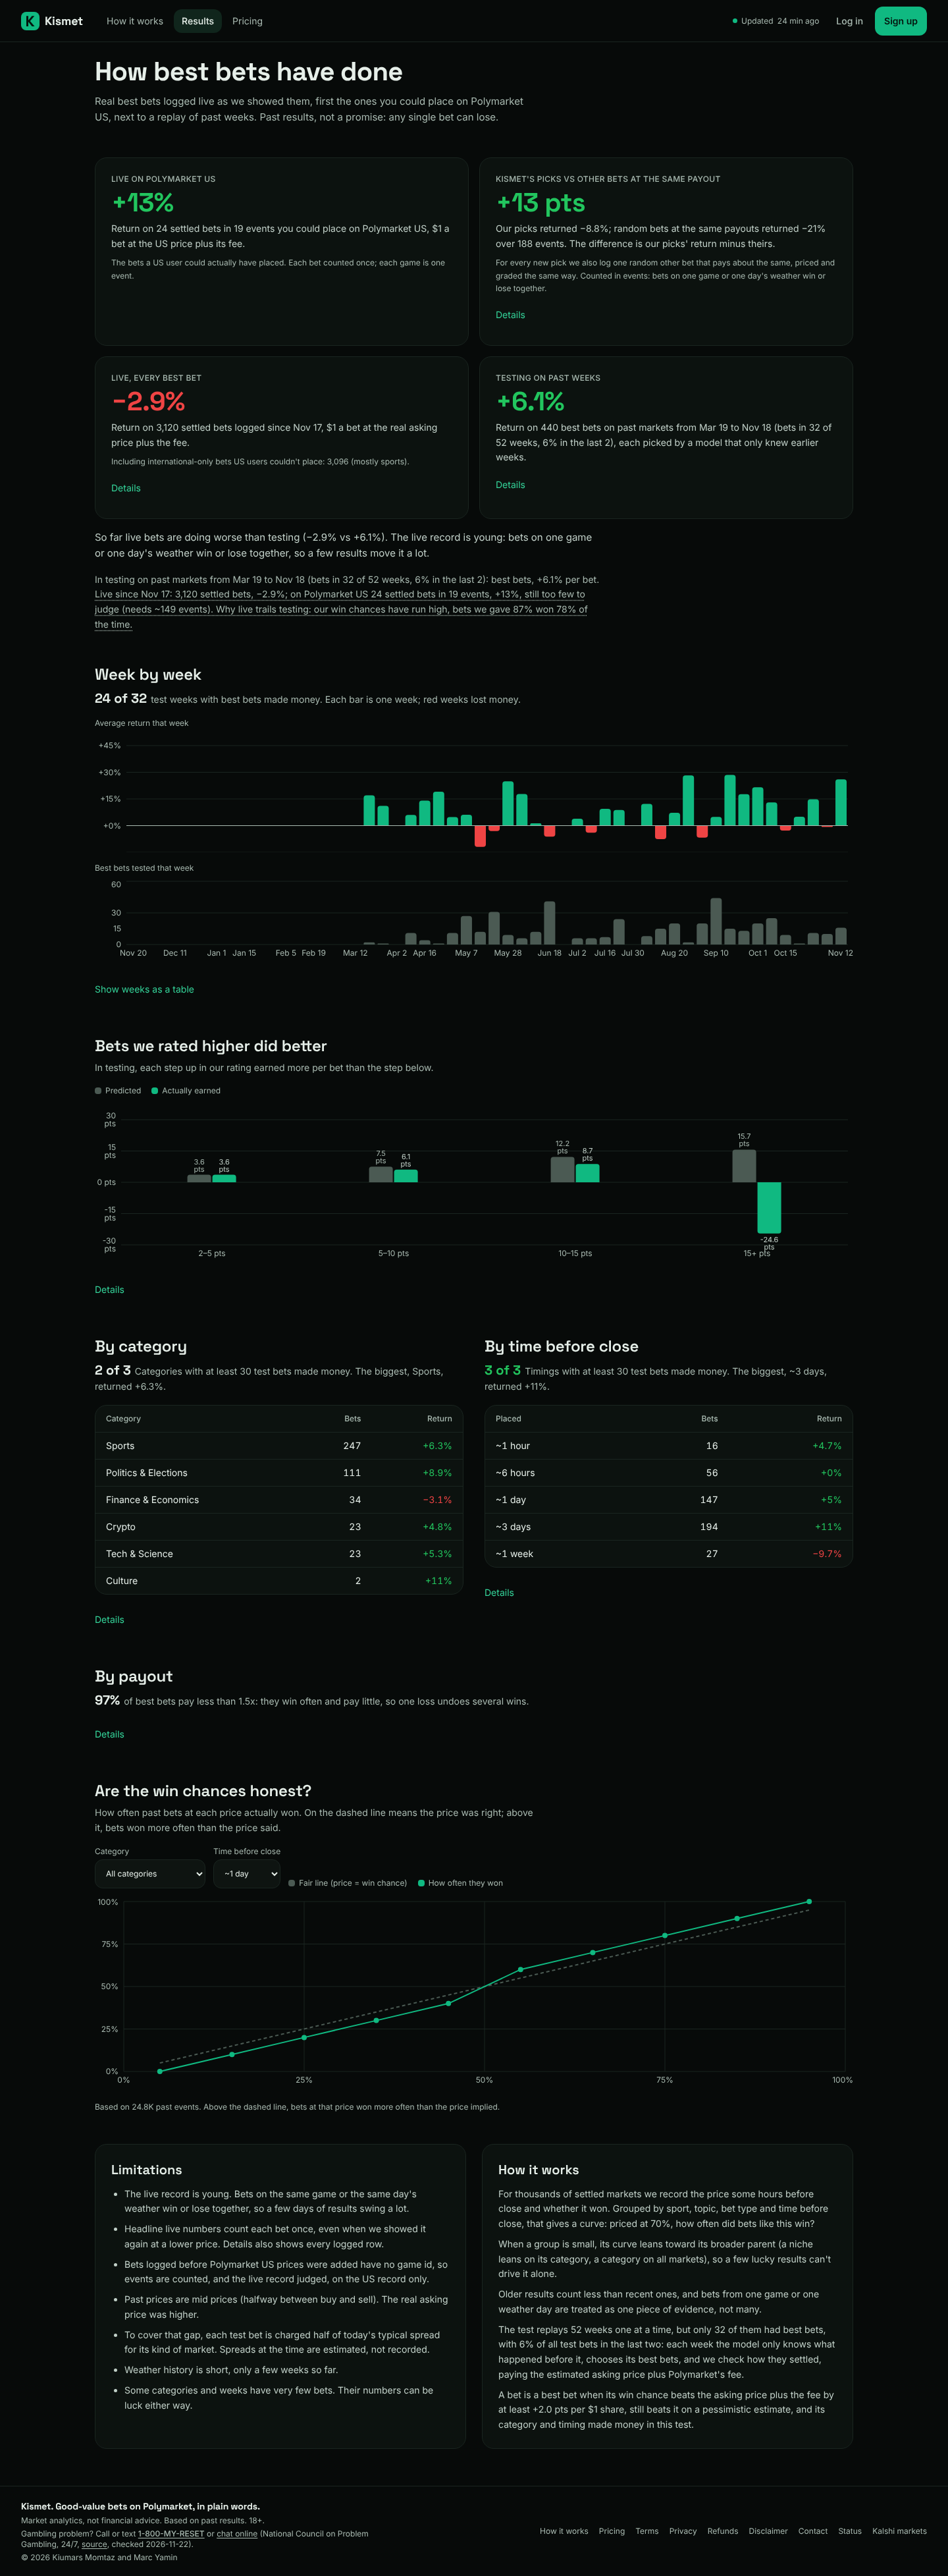 Kismet
How it works
Results
Pricing
Updated 24 min ago
Log in
Sign up
How best bets have done
Real best bets logged live as we showed them, first the ones you could place on Polymarket
US, next to a replay of past weeks. Past results, not a promise: any single bet can lose.
LIVE ON POLYMARKET US
+13%
Return on 24 settled bets in 19 events you could place on Polymarket US, $1 a
bet at the US price plus its fee.
The bets a US user could actually have placed. Each bet counted once; each game is one
event.
KISMET'S PICKS VS OTHER BETS AT THE SAME PAYOUT
+13 pts
Our picks returned −8.8%; random bets at the same payouts returned −21%
over 188 events. The difference is our picks' return minus theirs.
For every new pick we also log one random other bet that pays about the same, priced and
graded the same way. Counted in events: bets on one game or one day's weather win or
lose together.
Details
LIVE, EVERY BEST BET
−2.9%
Return on 3,120 settled bets logged since Nov 17, $1 a bet at the real asking
price plus the fee.
Including international-only bets US users couldn't place: 3,096 (mostly sports).
Details
TESTING ON PAST WEEKS
+6.1%
Return on 440 best bets on past markets from Mar 19 to Nov 18 (bets in 32 of
52 weeks, 6% in the last 2), each picked by a model that only knew earlier
weeks.
Details
So far live bets are doing worse than testing (−2.9% vs +6.1%). The live record is young: bets on one game
or one day's weather win or lose together, so a few results move it a lot.
In testing on past markets from Mar 19 to Nov 18 (bets in 32 of 52 weeks, 6% in the last 2): best bets, +6.1% per bet.
Live since Nov 17: 3,120 settled bets, −2.9%; on Polymarket US 24 settled bets in 19 events, +13%, still too few to
judge (needs ~149 events). Why live trails testing: our win chances have run high, bets we gave 87% won 78% of
the time.
Week by week
24 of 32 test weeks with best bets made money. Each bar is one week; red weeks lost money.
Average return that week
+45%
+30%
+15%
+0%
Best bets tested that week
60
30
15
0
Nov 20 Dec 11 Jan 1 Jan 15 Feb 5 Feb 19 Mar 12 Apr 2 Apr 16 May 7 May 28 Jun 18 Jul 2 Jul 16 Jul 30 Aug 20 Sep 10 Oct 1 Oct 15 Nov 12
Show weeks as a table
Bets we rated higher did better
In testing, each step up in our rating earned more per bet than the step below.
Predicted
Actually earned
30
pts
15
pts
0 pts
-15
pts
-30
pts
3.6
pts
3.6
pts
7.5
pts
6.1
pts
12.2
pts
8.7
pts
15.7
pts
-24.6
pts
2–5 pts
5–10 pts
10–15 pts
15+ pts
Details
By category
2 of 3 Categories with at least 30 test bets made money. The biggest, Sports,
returned +6.3%.
Category Bets Return
Sports 247 +6.3%
Politics & Elections 111 +8.9%
Finance & Economics 34 −3.1%
Crypto 23 +4.8%
Tech & Science 23 +5.3%
Culture 2 +11%
Details
By time before close
3 of 3 Timings with at least 30 test bets made money. The biggest, ~3 days,
returned +11%.
Placed Bets Return
~1 hour 16 +4.7%
~6 hours 56 +0%
~1 day 147 +5%
~3 days 194 +11%
~1 week 27 −9.7%
Details
By payout
97% of best bets pay less than 1.5x: they win often and pay little, so one loss undoes several wins.
Details
Are the win chances honest?
How often past bets at each price actually won. On the dashed line means the price was right; above
it, bets won more often than the price said.
Category
All categories
Time before close
~1 day
Fair line (price = win chance)
How often they won
100%
75%
50%
25%
0%
0% 25% 50% 75% 100%
Based on 24.8K past events. Above the dashed line, bets at that price won more often than the price implied.
Limitations
• The live record is young. Bets on the same game or the same day's
weather win or lose together, so a few days of results swing a lot.
• Headline live numbers count each bet once, even when we showed it
again at a lower price. Details also shows every logged row.
• Bets logged before Polymarket US prices were added have no game id, so
events are counted, and the live record judged, on the US record only.
• Past prices are mid prices (halfway between buy and sell). The real asking
price was higher.
• To cover that gap, each test bet is charged half of today's typical spread
for its kind of market. Spreads at the time are estimated, not recorded.
• Weather history is short, only a few weeks so far.
• Some categories and weeks have very few bets. Their numbers can be
luck either way.
How it works
For thousands of settled markets we record the price some hours before
close and whether it won. Grouped by sport, topic, bet type and time before
close, that gives a curve: priced at 70%, how often did bets like this win?
When a group is small, its curve leans toward its broader parent (a niche
leans on its category, a category on all markets), so a few lucky results can't
drive it alone.
Older results count less than recent ones, and bets from one game or one
weather day are treated as one piece of evidence, not many.
The test replays 52 weeks one at a time, but only 32 of them had best bets,
with 6% of all test bets in the last two: each week the model only knows what
happened before it, chooses its best bets, and we check how they settled,
paying the estimated asking price plus Polymarket's fee.
A bet is a best bet when its win chance beats the asking price plus the fee by
at least +2.0 pts per $1 share, still beats it on a pessimistic estimate, and its
category and timing made money in this test.
Kismet. Good-value bets on Polymarket, in plain words.
Market analytics, not financial advice. Based on past results. 18+.
Gambling problem? Call or text 1-800-MY-RESET or chat online (National Council on Problem
Gambling, 24/7, source, checked 2026-11-22).
© 2026 Kiumars Momtaz and Marc Yamin
How it works Pricing Terms Privacy Refunds Disclaimer Contact Status Kalshi markets